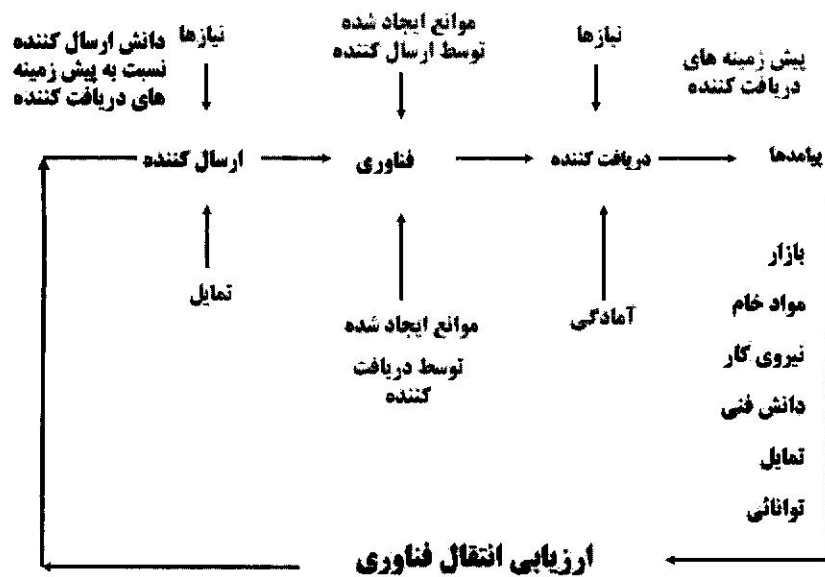 پیش زمینه های
دریافت کننده
نیازها
موانع ایجاد شده
توسط ارسال کننده
نیازها
دانش ارسال کننده
نسبت به پیش زمینه
های دریافت کننده
پیامدها
دریافت کننده
فناوری
ارسال کننده
بازار
مواد خام
نیروی کار
دانش فنی
تمایل
توانائی
آمادگی
موانع ایجاد شده
توسط دریافت
کننده
تمایل
ارزیابی انتقال فناوری